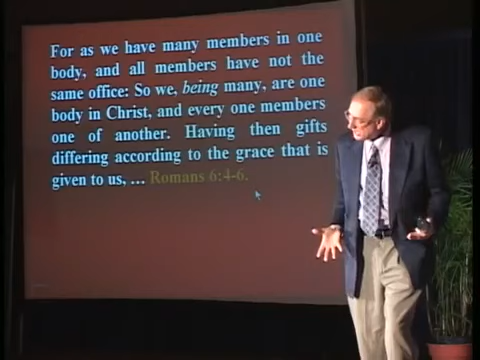 For as we have many members in one
body, and all members have not the
same office: So we, being many, are one
body in Christ, and every one members
one of another. Having then gifts
differing according to the grace that is
given to us, ... Romans 6:4-6.